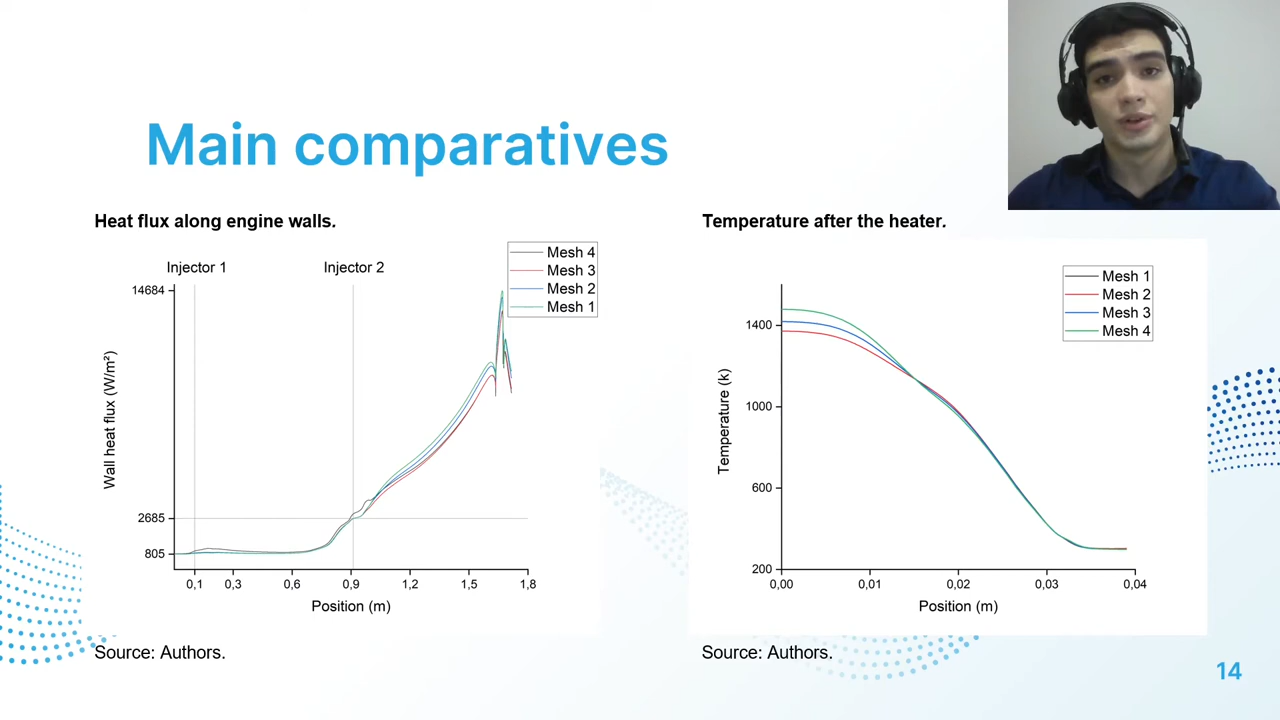 Main comparatives
Heat flux along engine walls.
Injector 1
Injector 2
Mesh 4
Mesh 3
Mesh 2
Mesh 1
14684
2685
805
Wall heat flux (W/m²)
0,1 0,3 0,6 0,9 1,2 1,5 1,8
Position (m)
Source: Authors.
Temperature after the heater.
Mesh 1
Mesh 2
Mesh 3
Mesh 4
1400
1000
600
200
Temperature (k)
0,00 0,01 0,02 0,03 0,04
Position (m)
Source: Authors.
14